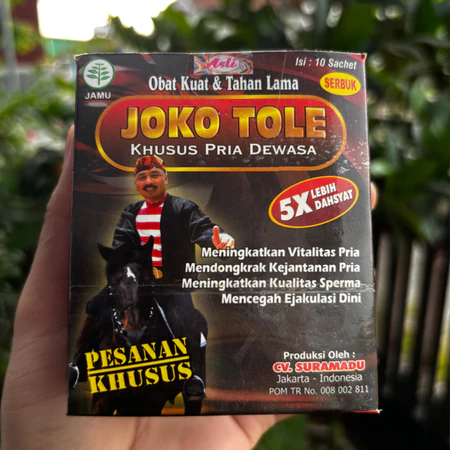 Asli
Isi : 10 Sachet
SERBUK
JAMU
Obat Kuat & Tahan Lama
JOKO TOLE
KHUSUS PRIA DEWASA
5X LEBIH
DAHSYAT
Meningkatkan Vitalitas Pria
Mendongkrak Kejantanan Pria
Meningkatkan Kualitas Sperma
Mencegah Ejakulasi Dini
PESANAN
KHUSUS
Produksi Oleh :
CV. SURAMADU
Jakarta - Indonesia
POM TR No. 008 002 811